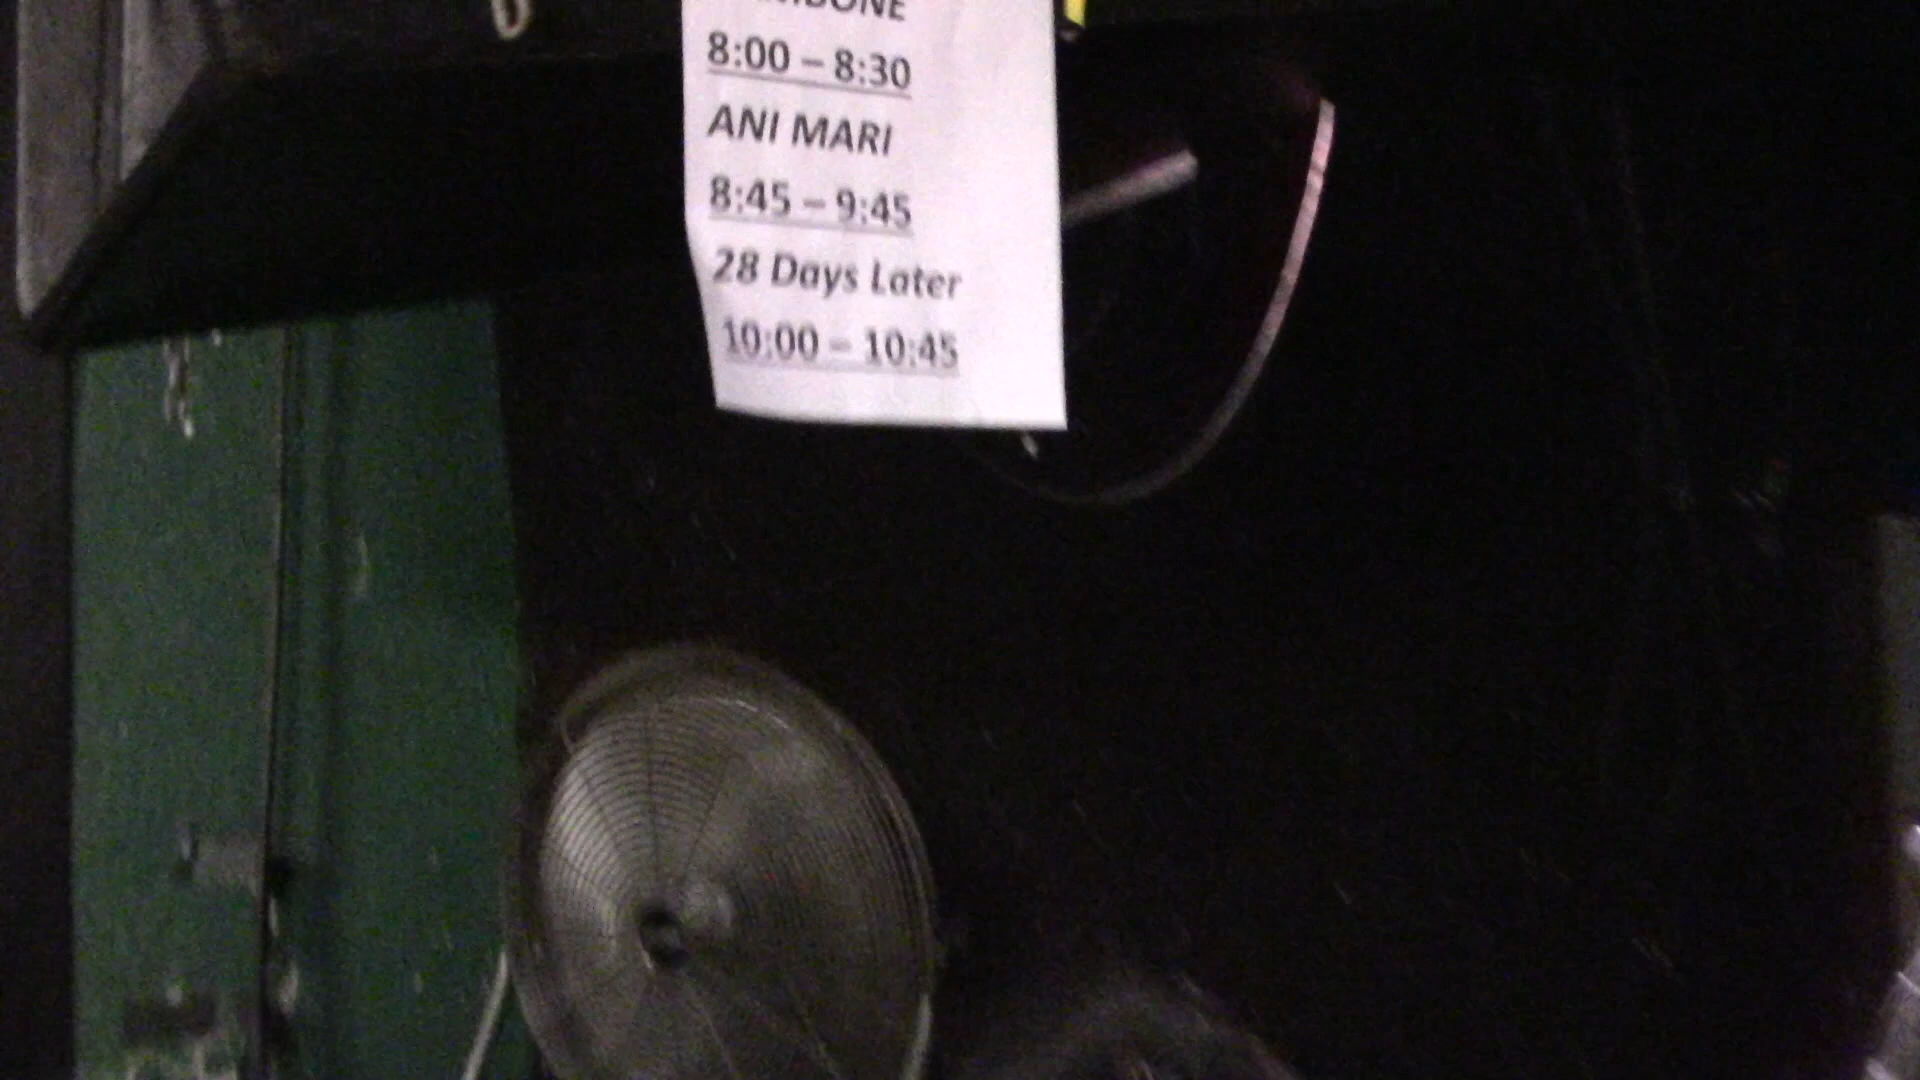 8:00 – 8:30
ANI MARI
8:45 – 9:45
28 Days Later
10:00 – 10:45